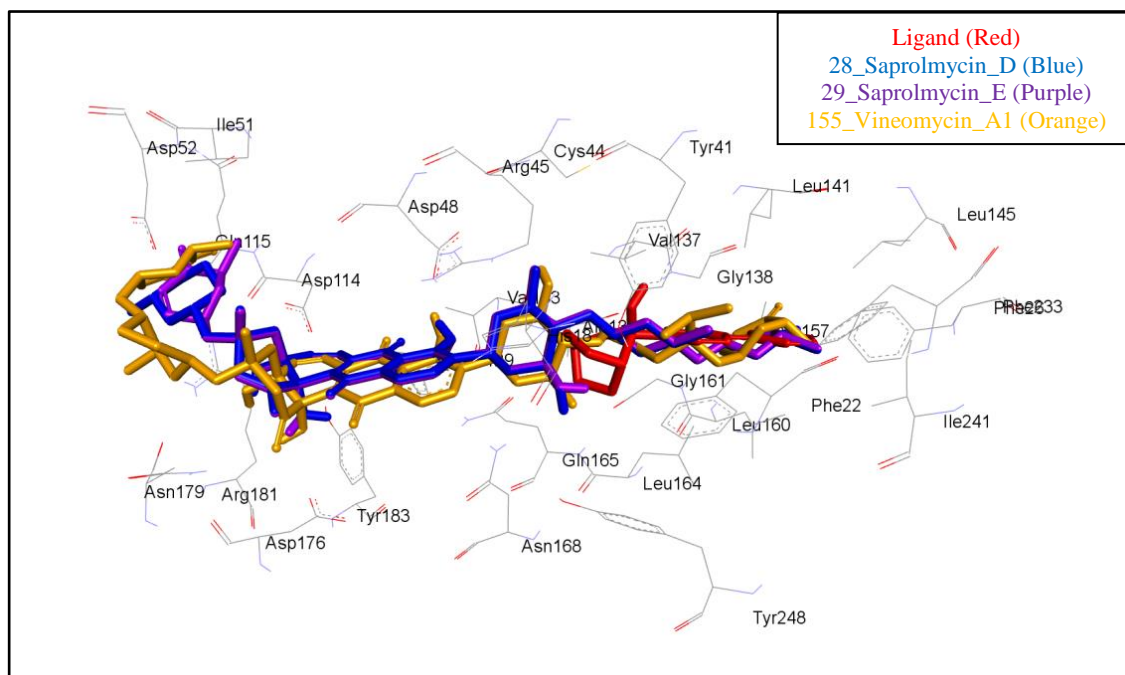 Ligand (Red)
28_Saprolmycin_D (Blue)
29_Saprolmycin_E (Purple)
155_Vineomycin_A1 (Orange)
Ile51
Asp52
Cys44
Tyr41
Arg45
Leu141
Asp48
Leu145
Val137
Gly138
Asp114
Phe22
Gly161
Leu160
Ile241
Gln165
Leu164
Asn179
Arg181
Tyr183
Asp176
Asn168
Tyr248